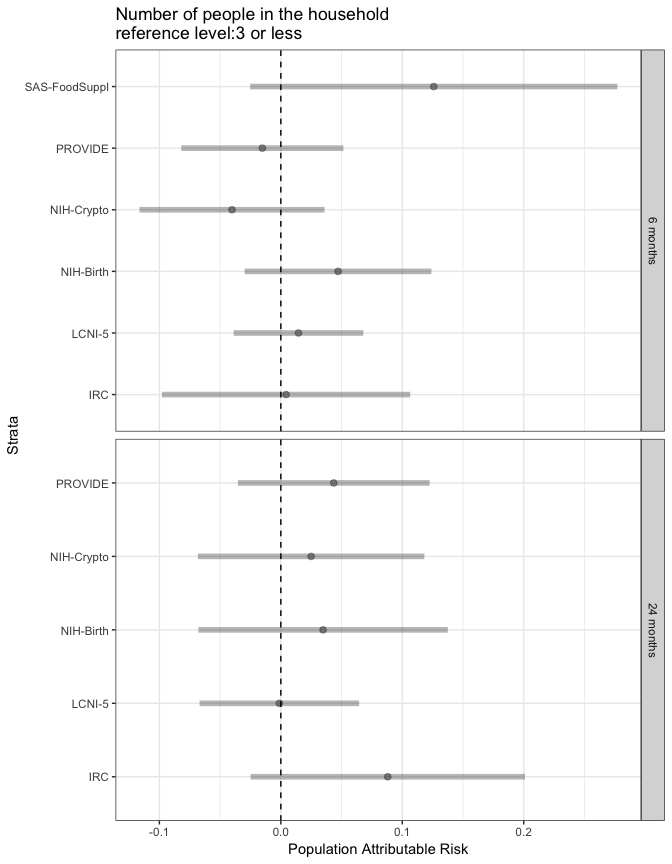 Number of people in the household
reference level:3 or less
Strata
SAS-FoodSuppl
PROVIDE
NIH-Crypto
NIH-Birth
LCNI-5
IRC
6 months
PROVIDE
NIH-Crypto
NIH-Birth
LCNI-5
IRC
24 months
-0.1 0.0 0.1 0.2
Population Attributable Risk